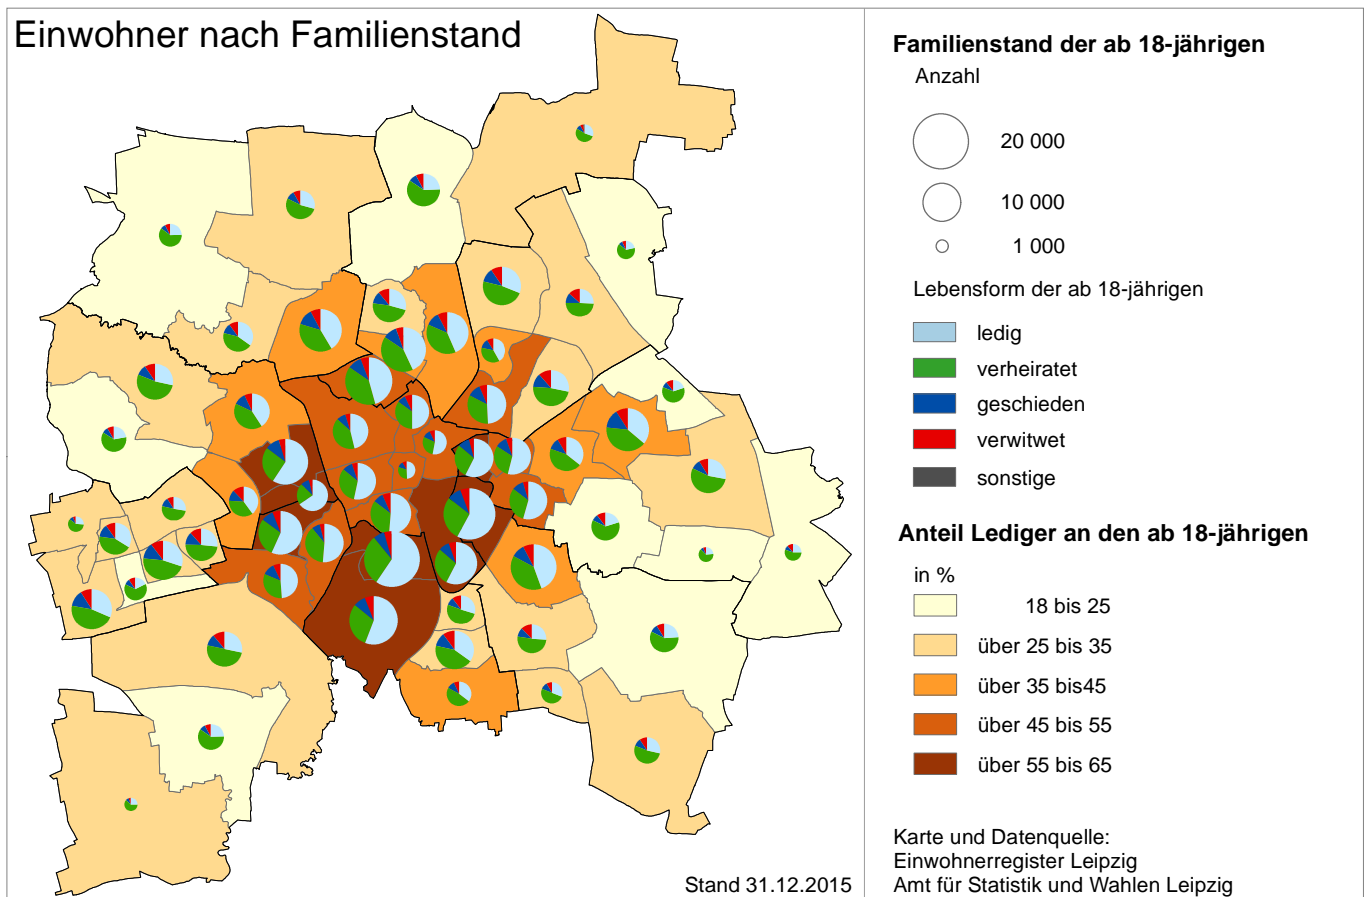 Einwohner nach Familienstand
Stand 31.12.2015
Familienstand der ab 18-jährigen
Anzahl
20 000
10 000
1 000
Lebensform der ab 18-jährigen
ledig
verheiratet
geschieden
verwitwet
sonstige
Anteil Lediger an den ab 18-jährigen
in %
18 bis 25
über 25 bis 35
über 35 bis45
über 45 bis 55
über 55 bis 65
Karte und Datenquelle:
Einwohnerregister Leipzig
Amt für Statistik und Wahlen Leipzig